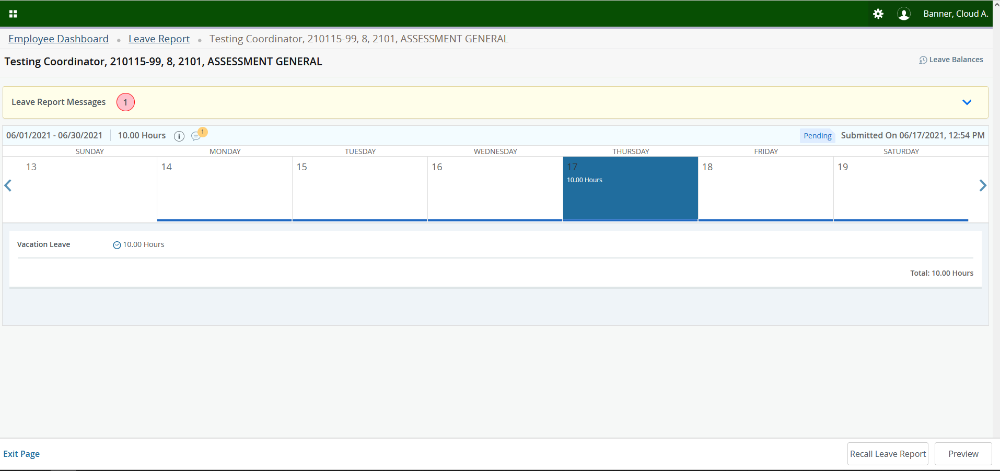 Banner, Cloud A.
Employee Dashboard • Leave Report • Testing Coordinator, 210115-99, 8, 2101, ASSESSMENT GENERAL
Testing Coordinator, 210115-99, 8, 2101, ASSESSMENT GENERAL
Leave Balances
Leave Report Messages 1
06/01/2021 - 06/30/2021 10.00 Hours 1 Pending Submitted On 06/17/2021, 12:54 PM
SUNDAY MONDAY TUESDAY WEDNESDAY THURSDAY FRIDAY SATURDAY
13 14 15 16 17 18 19
10.00 Hours
Vacation Leave 10.00 Hours
Total: 10.00 Hours
Exit Page Recall Leave Report Preview